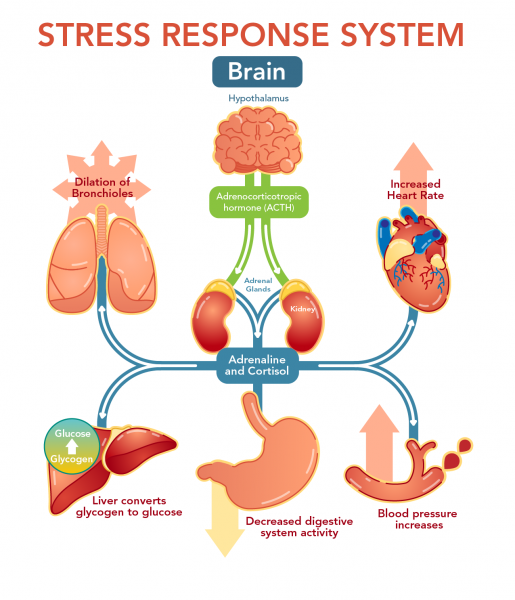 STRESS RESPONSE SYSTEM
Brain
Hypothalamus
Dilation of
Bronchioles
Adrenocorticotropic
hormone (ACTH)
Increased
Heart Rate
Adrenal
Glands
Kidney
Adrenaline
and Cortisol
Glucose
Glycogen
Liver converts
glycogen to glucose
Decreased digestive
system activity
Blood pressure
increases